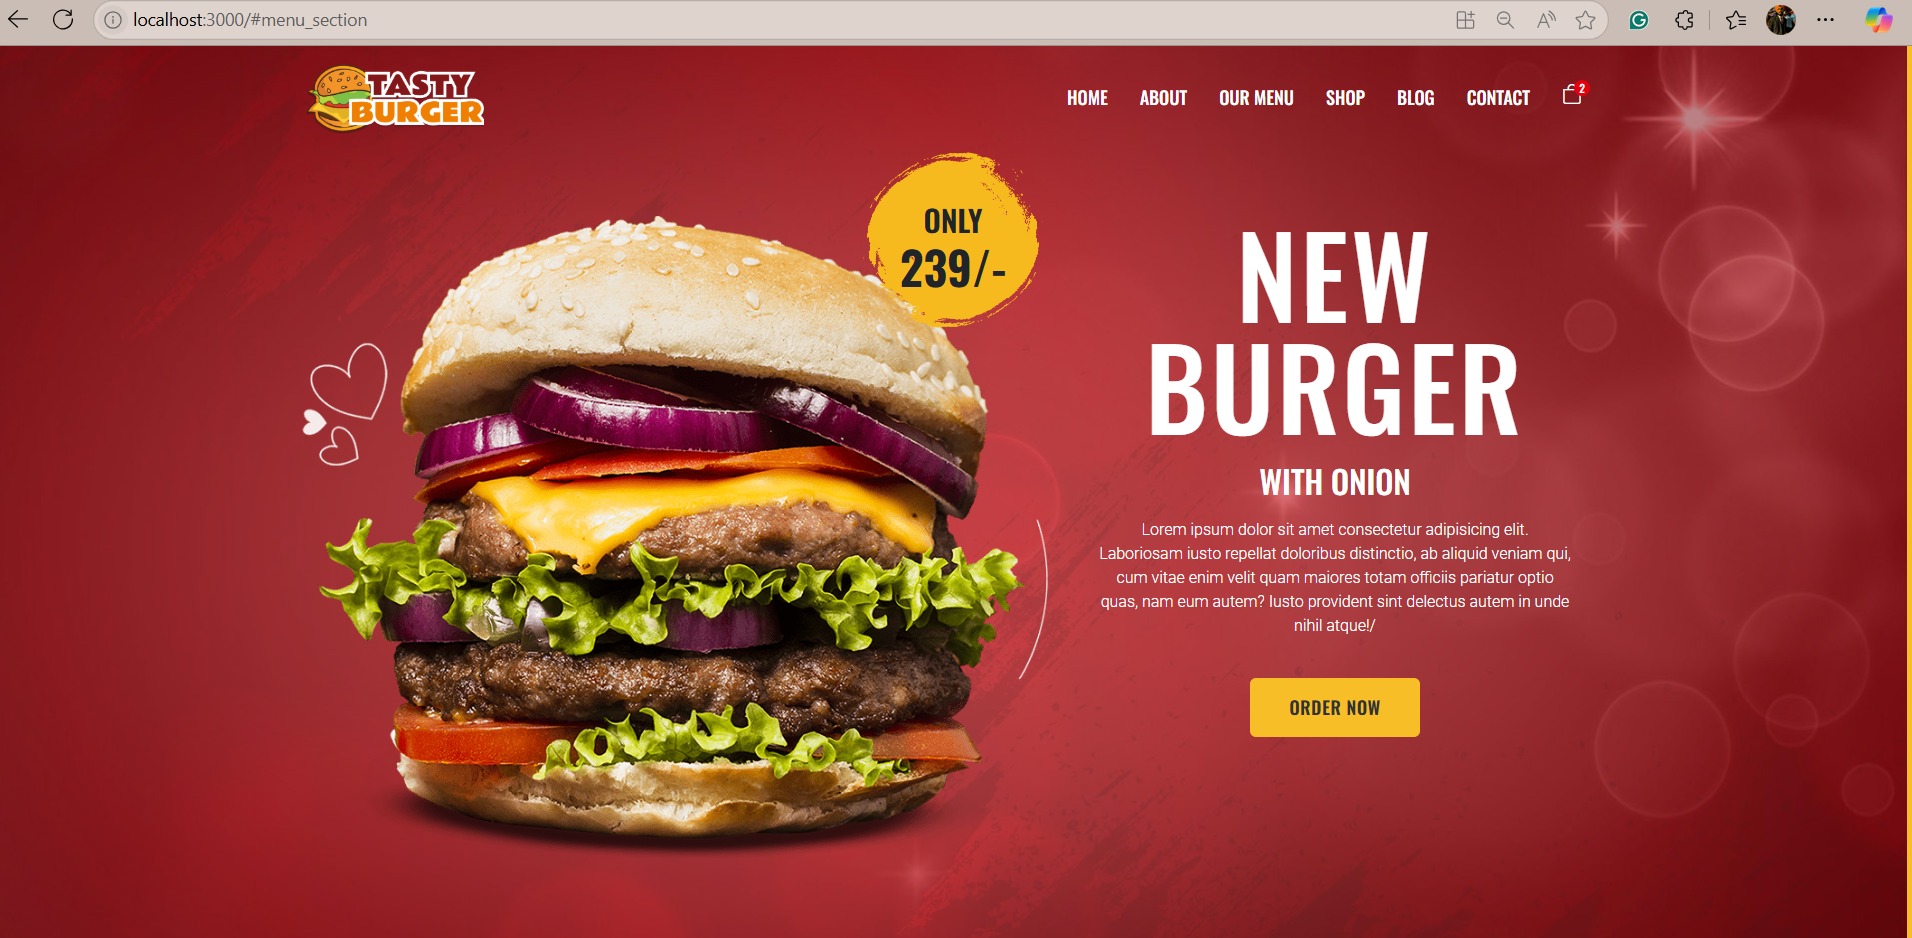 localhost:3000/#menu_section
TASTY
BURGER
HOME ABOUT OUR MENU SHOP BLOG CONTACT 2
ONLY
239/-
NEW
BURGER
WITH ONION
Lorem ipsum dolor sit amet consectetur adipisicing elit.
Laboriosam iusto repellat doloribus distinctio, ab aliquid veniam qui,
cum vitae enim velit quam maiores totam officiis pariatur optio
quas, nam eum autem? Iusto provident sint delectus autem in unde
nihil atque!/
ORDER NOW